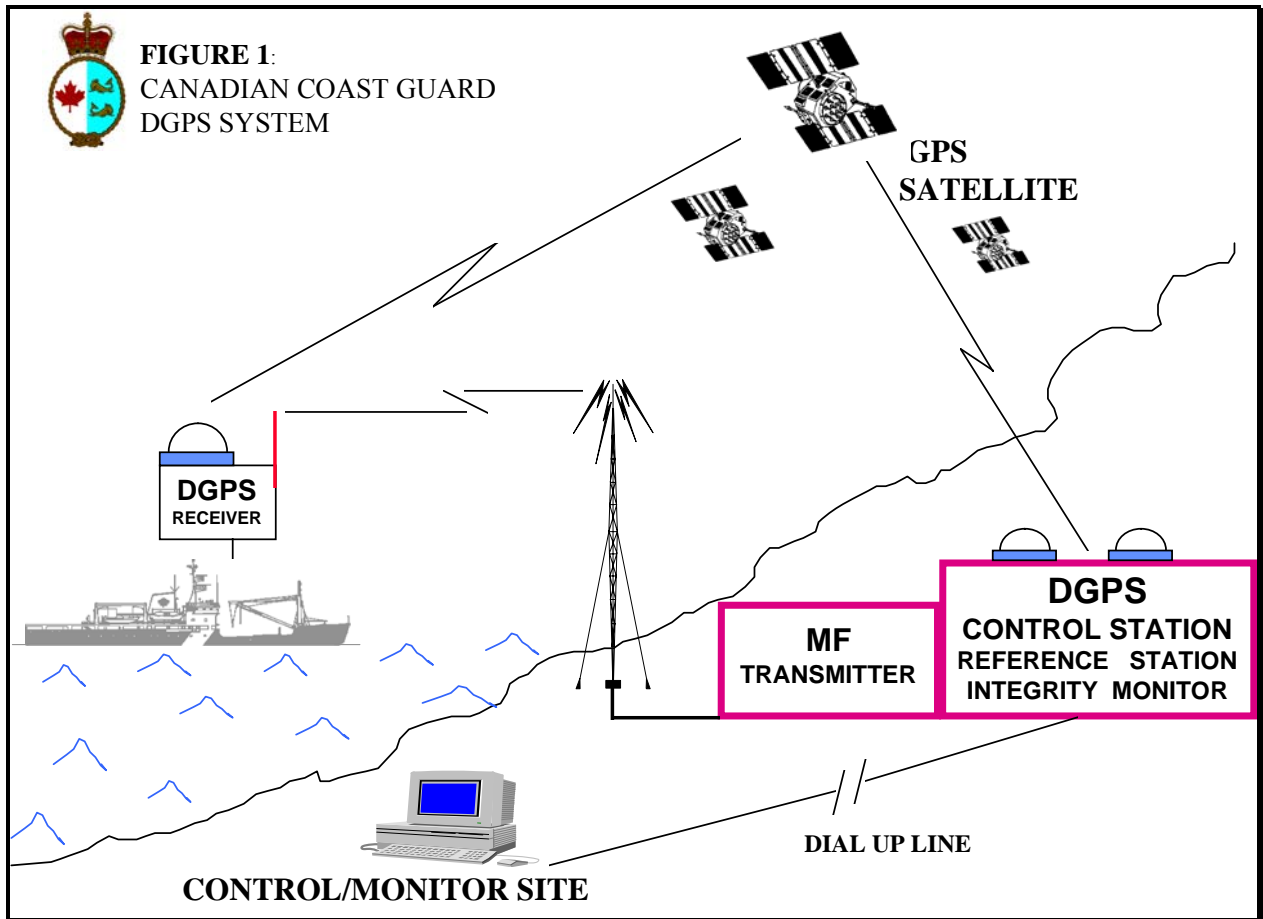 FIGURE 1:
CANADIAN COAST GUARD
DGPS SYSTEM
GPS
SATELLITE
DGPS
RECEIVER
DGPS
CONTROL STATION
REFERENCE STATION
INTEGRITY MONITOR
MF
TRANSMITTER
DIAL UP LINE
CONTROL/MONITOR SITE